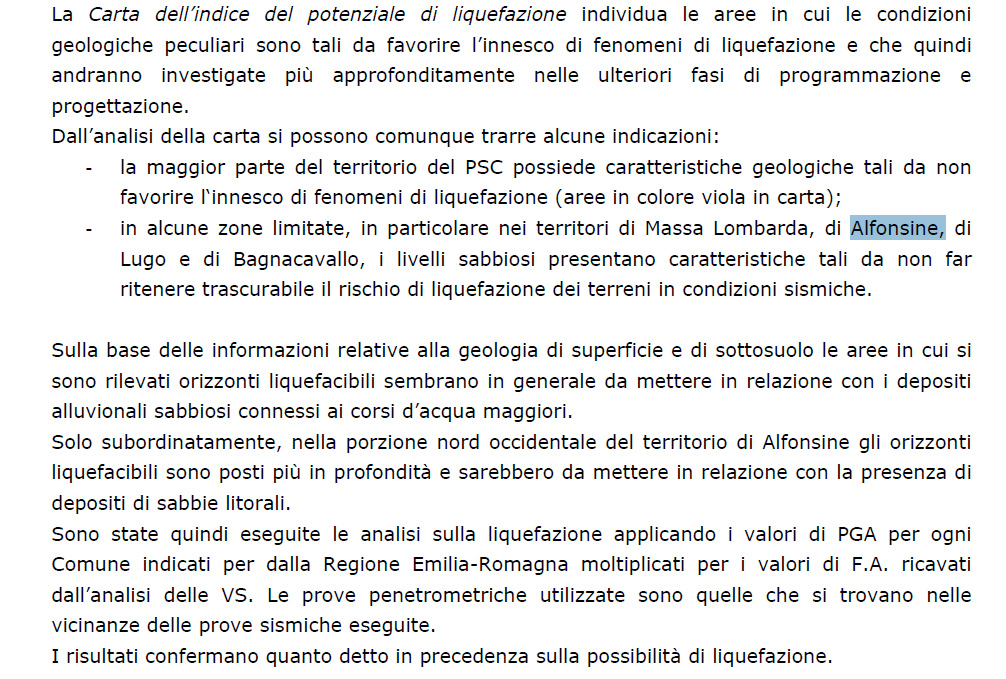 La Carta dell’indice del potenziale di liquefazione individua le aree in cui le condizioni
geologiche peculiari sono tali da favorire l’innesco di fenomeni di liquefazione e che quindi
andranno investigate più approfonditamente nelle ulteriori fasi di programmazione e
progettazione.
Dall’analisi della carta si possono comunque trarre alcune indicazioni:
- la maggior parte del territorio del PSC possiede caratteristiche geologiche tali da non
favorire l‘innesco di fenomeni di liquefazione (aree in colore viola in carta);
- in alcune zone limitate, in particolare nei territori di Massa Lombarda, di Alfonsine, di
Lugo e di Bagnacavallo, i livelli sabbiosi presentano caratteristiche tali da non far
ritenere trascurabile il rischio di liquefazione dei terreni in condizioni sismiche.
Sulla base delle informazioni relative alla geologia di superficie e di sottosuolo le aree in cui si
sono rilevati orizzonti liquefacibili sembrano in generale da mettere in relazione con i depositi
alluvionali sabbiosi connessi ai corsi d’acqua maggiori.
Solo subordinatamente, nella porzione nord occidentale del territorio di Alfonsine gli orizzonti
liquefacibili sono posti più in profondità e sarebbero da mettere in relazione con la presenza di
depositi di sabbie litorali.
Sono state quindi eseguite le analisi sulla liquefazione applicando i valori di PGA per ogni
Comune indicati per dalla Regione Emilia-Romagna moltiplicati per i valori di F.A. ricavati
dall’analisi delle VS. Le prove penetrometriche utilizzate sono quelle che si trovano nelle
vicinanze delle prove sismiche eseguite.
I risultati confermano quanto detto in precedenza sulla possibilità di liquefazione.